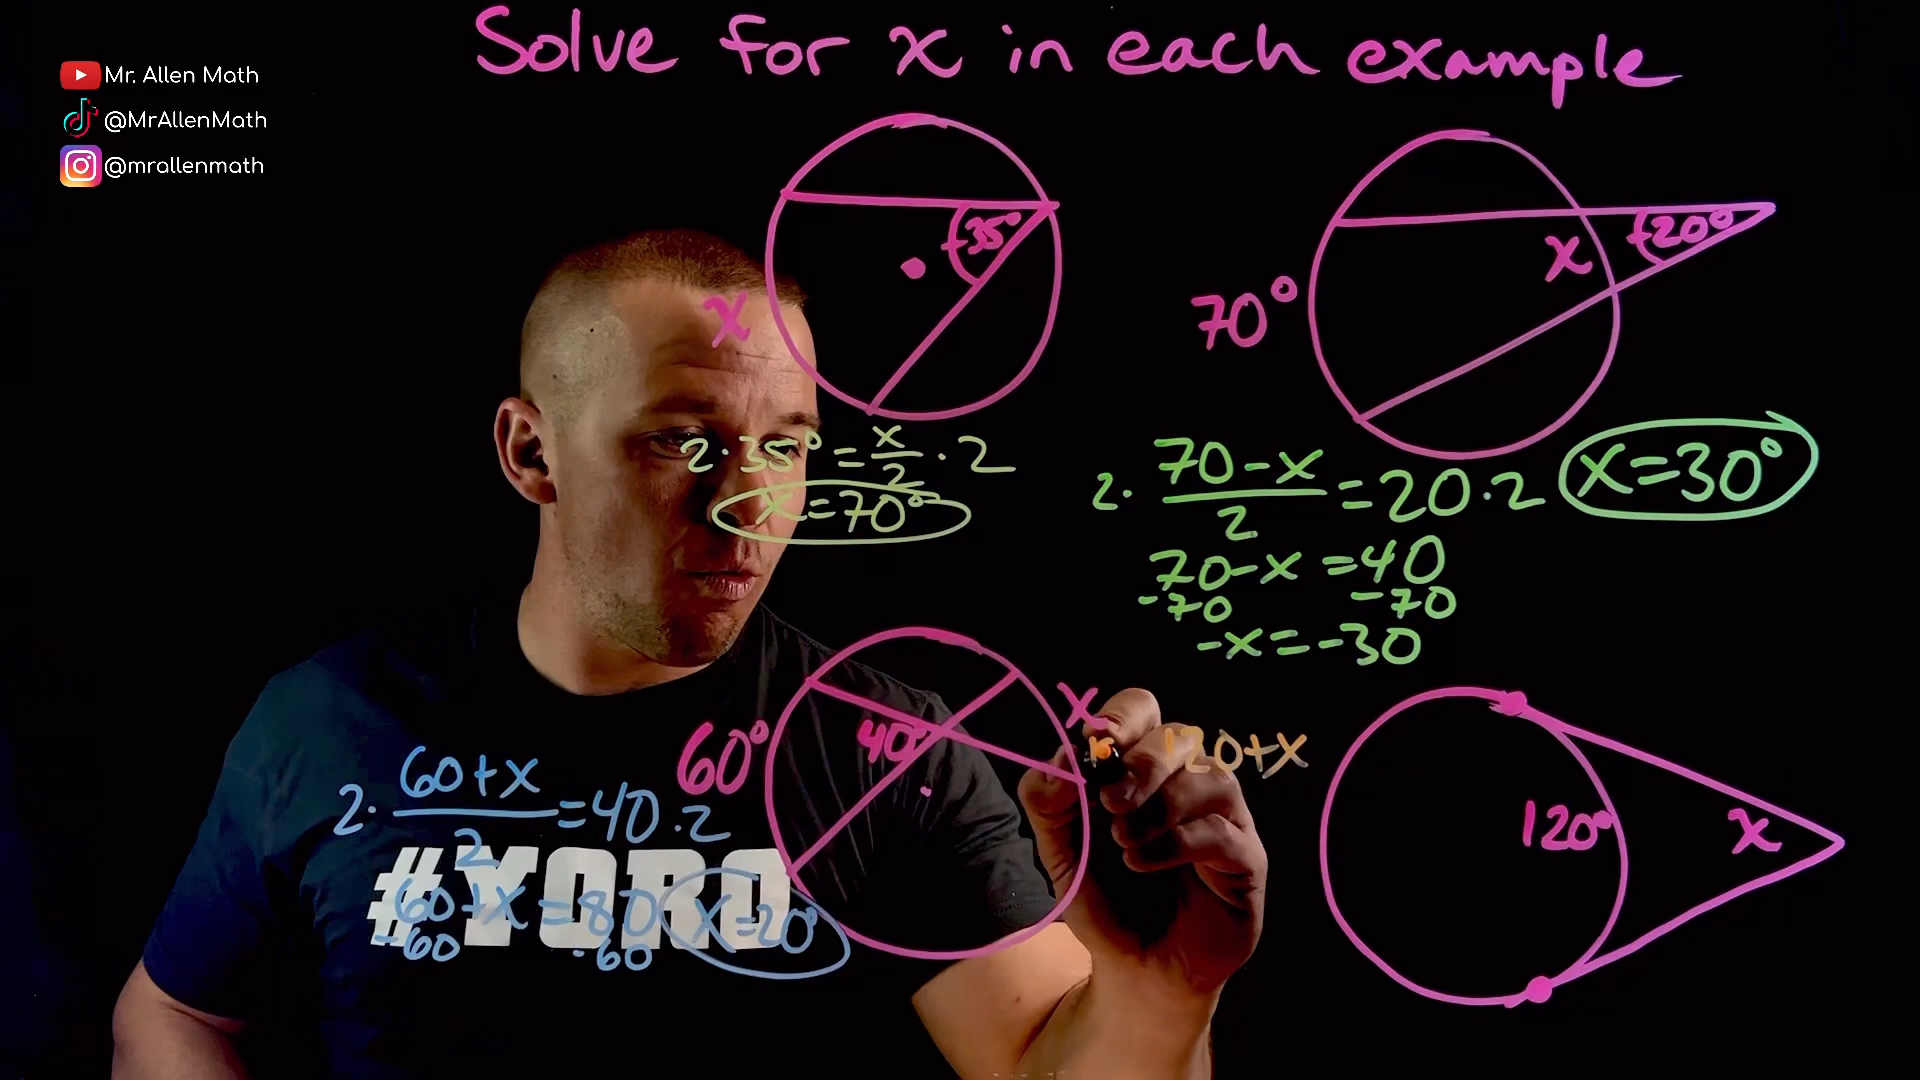 Solve for x in each example
Mr. Allen Math
@MrAllenMath
@mrallenmath
35°
x
20°
x
70°
2·35°=x/2·2
x=70°
2· 70-x/2 =20·2
x=30°
70-x=40
-70 -70
-x=-30
x
40°
60°
2· 60+x/2 =40·2
60+x=80
-60 -60
x=20°
120+x
120°
x
#YORO